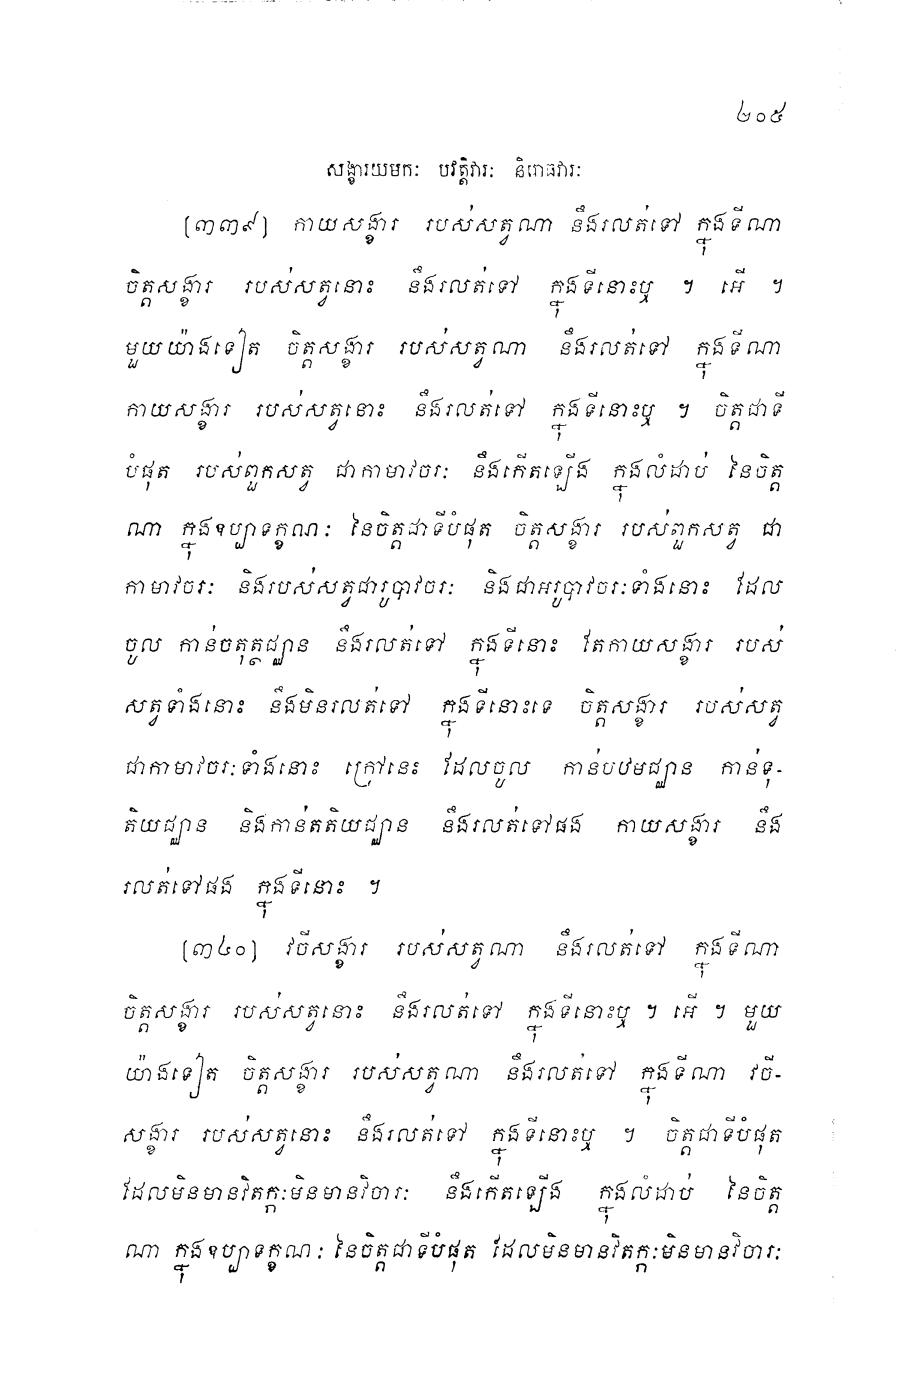 ២០៥
សង្ខារយមកៈ បវត្តិវារៈ និរោធវារៈ
(៣៣៩) កាយសង្ខារ របស់សត្វណា នឹងរលត់ទៅ ក្នុងទីណា
ចិត្តសង្ខារ របស់សត្វនោះ នឹងរលត់ទៅ ក្នុងទីនោះឬ ។ អើ ។
មួយយ៉ាងទៀត ចិត្តសង្ខារ របស់សត្វណា នឹងរលត់ទៅ ក្នុងទីណា
កាយសង្ខារ របស់សត្វនោះ នឹងរលត់ទៅ ក្នុងទីនោះឬ ។ ចិត្តជាទី
បំផុត របស់ពួកសត្វ ជាកាមាវចរៈ នឹងកើតឡើង ក្នុងលំដាប់ នៃចិត្ត
ណា ក្នុងឧប្បាទក្ខណៈ នៃចិត្តជាទីបំផុត ចិត្តសង្ខារ របស់ពួកសត្វ ជា
កាមាវចរៈ និងរបស់សត្វជារូបាវចរៈ និងជាអរូបាវចរៈទាំងនោះ ដែល
ចូល កាន់ចតុត្ថជ្ឈាន នឹងរលត់ទៅ ក្នុងទីនោះ តែកាយសង្ខារ របស់
សត្វទាំងនោះ នឹងមិនរលត់ទៅ ក្នុងទីនោះទេ ចិត្តសង្ខារ របស់សត្វ
ជាកាមាវចរៈទាំងនោះ ក្រៅនេះ ដែលចូល កាន់បឋមជ្ឈាន កាន់ទុ-
តិយជ្ឈាន និងកាន់តតិយជ្ឈាន នឹងរលត់ទៅផង កាយសង្ខារ នឹង
រលត់ទៅផង ក្នុងទីនោះ ។
(៣៤០) វចីសង្ខារ របស់សត្វណា នឹងរលត់ទៅ ក្នុងទីណា
ចិត្តសង្ខារ របស់សត្វនោះ នឹងរលត់ទៅ ក្នុងទីនោះឬ ។ អើ ។ មួយ
យ៉ាងទៀត ចិត្តសង្ខារ របស់សត្វណា នឹងរលត់ទៅ ក្នុងទីណា វចី-
សង្ខារ របស់សត្វនោះ នឹងរលត់ទៅ ក្នុងទីនោះឬ ។ ចិត្តជាទីបំផុត
ដែលមិនមានវិតក្កៈមិនមានវិចារៈ នឹងកើតឡើង ក្នុងលំដាប់ នៃចិត្ត
ណា ក្នុងឧប្បាទក្ខណៈ នៃចិត្តជាទីបំផុត ដែលមិនមានវិតក្កៈមិនមានវិចារៈ